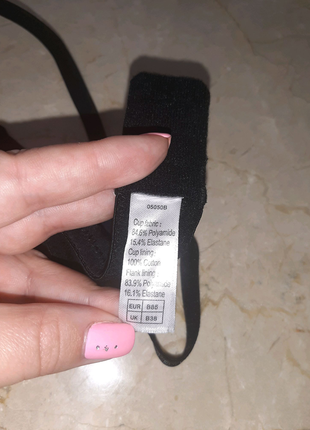 05050B
Cup fabric :
84,6% Polyamide
15,4% Elastane
Cup lining :
100% Cotton
Flank lining :
83,9% Polyamide
16,1% Elastane
EUR B85
UK B38